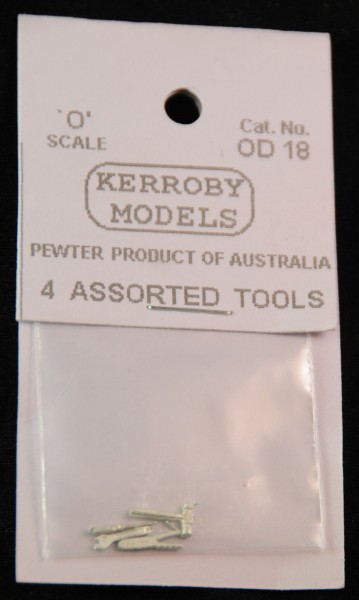 'O'
SCALE
Cat. No.
OD 18
KERROBY
MODELS
PEWTER PRODUCT OF AUSTRALIA
4 ASSORTED TOOLS